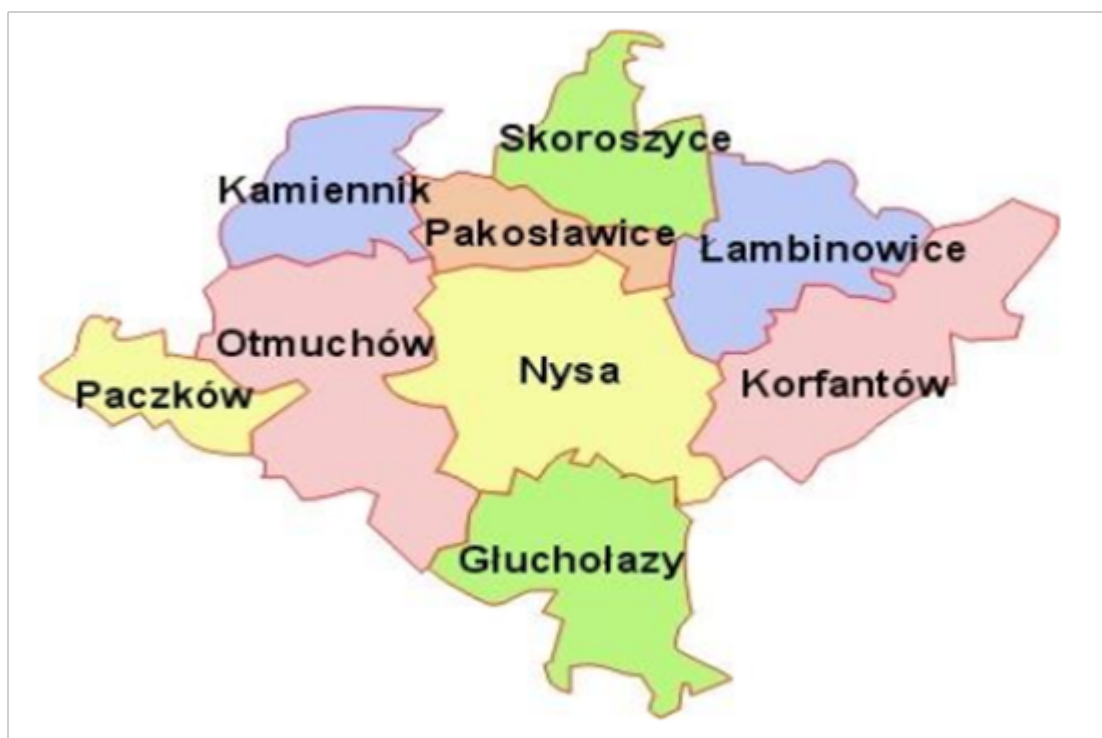 Skoroszyce
Kamiennik
Pakosławice
Łambinowice
Otmuchów
Nysa
Korfantów
Paczków
Głuchołazy